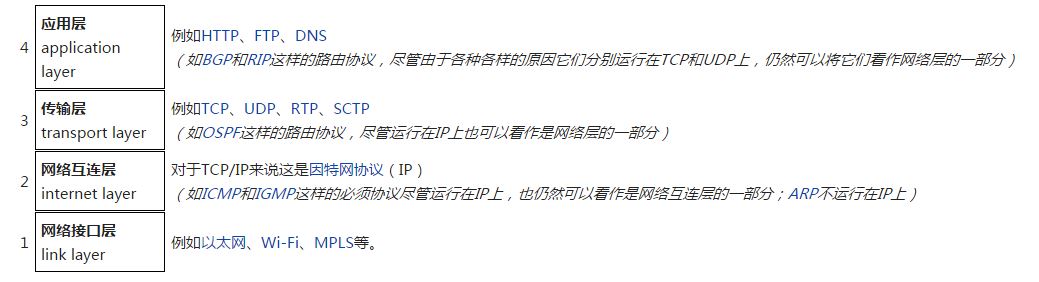 4
应用层
application
layer
例如HTTP、FTP、DNS
(如BGP和RIP这样的路由协议，尽管由于各种各样的原因它们分别运行在TCP和UDP上，仍然可以将它们看作网络层的一部分)
3
传输层
transport layer
例如TCP、UDP、RTP、SCTP
(如OSPF这样的路由协议，尽管运行在IP上也可以看作是网络层的一部分)
2
网络互连层
internet layer
对于TCP/IP来说这是因特网协议（IP）
(如ICMP和IGMP这样的必须协议尽管运行在IP上，也仍然可以看作是网络互连层的一部分；ARP不运行在IP上)
1
网络接口层
link layer
例如以太网、Wi-Fi、MPLS等。